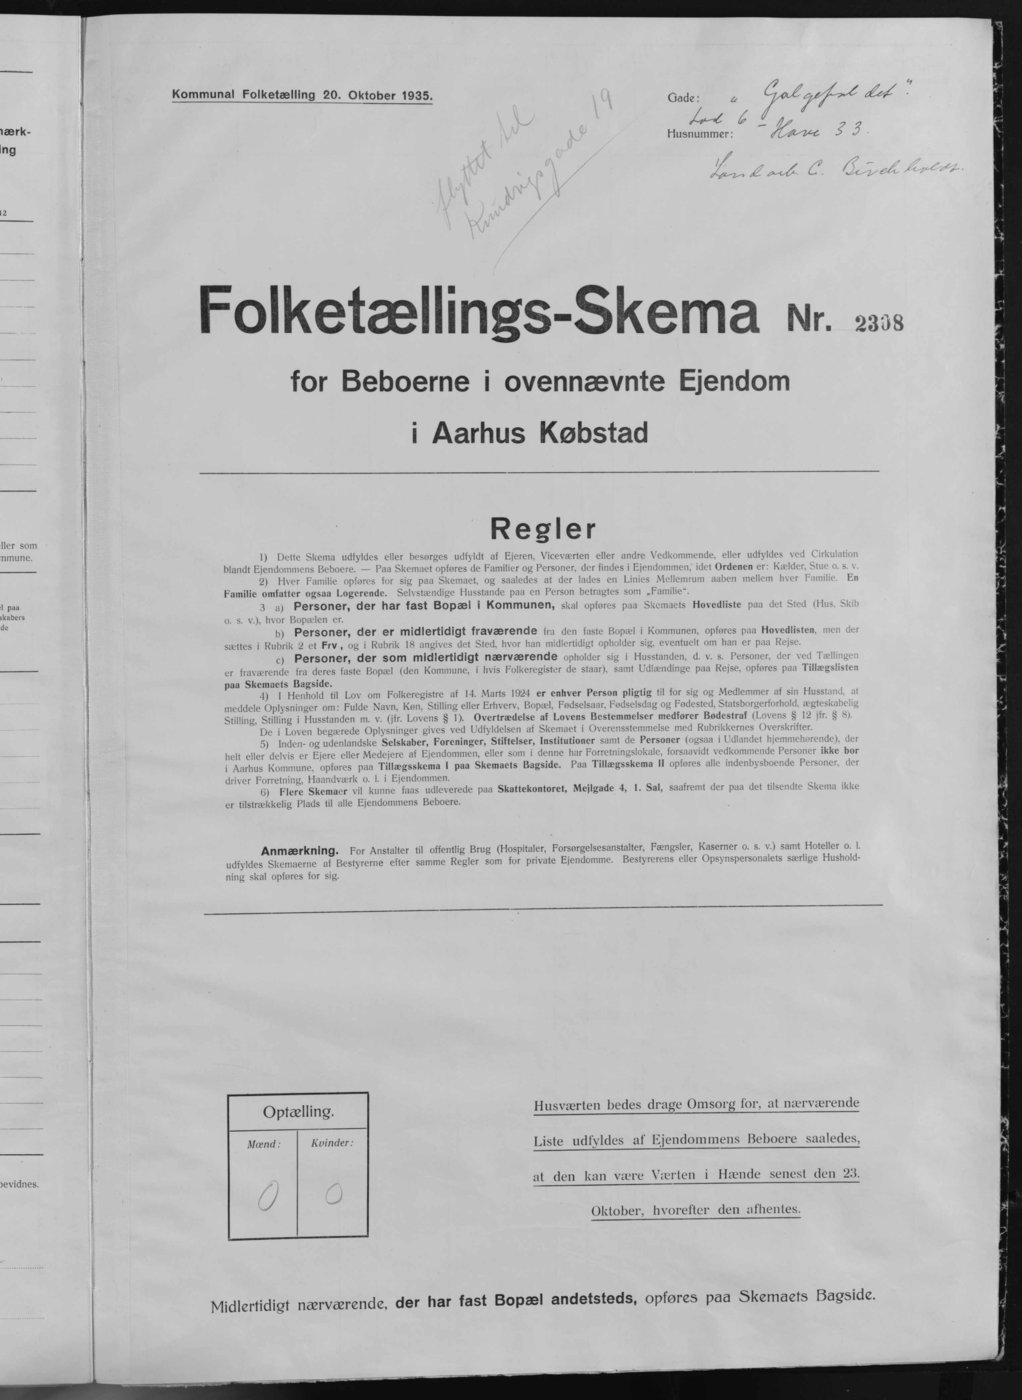 Kommunal Folketælling 20. Oktober 1935.
Gade: „Galgefeldet“.
Lod 6 - Have 33.
Husnummer:
C. Birchholdt.
flyttet til
19
Folketællings-Skema Nr. 2308
for Beboerne i ovennævnte Ejendom
i Aarhus Købstad
Regler
1) Dette Skema udfyldes eller besørges udfyldt af Ejeren, Viceværten eller andre Vedkommende, eller udfyldes ved Cirkulation
blandt Ejendommens Beboere. — Paa Skemaet opføres de Familier og Personer, der findes i Ejendommen, idet Ordenen er: Kælder, Stue o. s. v.
2) Hver Familie opføres for sig paa Skemaet, og saaledes at der lades en Linies Mellemrum aaben mellem hver Familie. En
Familie omfatter ogsaa Logerende. Selvstændige Husstande paa en Person betragtes som „Familie“.
3 a) Personer, der har fast Bopæl i Kommunen, skal opføres paa Skemaets Hovedliste paa det Sted (Hus, Skib
o. s. v.), hvor Bopælen er.
b) Personer, der er midlertidigt fraværende fra den faste Bopæl i Kommunen, opføres paa Hovedlisten, men der
sættes i Rubrik 2 et Frv, og i Rubrik 18 angives det Sted, hvor han midlertidigt opholder sig, eventuelt om han er paa Rejse.
c) Personer, der som midlertidigt nærværende opholder sig i Husstanden, d. v. s. Personer, der ved Tællingen
er fraværende fra deres faste Bopæl (den Kommune, i hvis Folkeregister de staar), samt Udlændinge paa Rejse, opføres paa Tillægslisten
paa Skemaets Bagside.
4) I Henhold til Lov om Folkeregistre af 14. Marts 1924 er enhver Person pligtig til for sig og Medlemmer af sin Husstand, at
meddele Oplysninger om: Fulde Navn, Køn, Stilling eller Erhverv, Bopæl, Fødselsaar, Fødselsdag og Fødested, Statsborgerforhold, ægteskabelig
Stilling, Stilling i Husstanden m. v. (jfr. Lovens § 1). Overtrædelse af Lovens Bestemmelser medfører Bødestraf (Lovens § 12 jfr. § 8).
De i Loven begærede Oplysninger gives ved Udfyldelsen af Skemaet i Overensstemmelse med Rubrikkernes Overskrifter.
5) Inden- og udenlandske Selskaber, Foreninger, Stiftelser, Institutioner samt de Personer (ogsaa i Udlandet hjemmehørende), der
helt eller delvis er Ejere eller Medejere af Ejendommen, eller som i denne har Forretningslokale, forsaavidt vedkommende Personer ikke bor
i Aarhus Kommune, opføres paa Tillægsskema I paa Skemaets Bagside. Paa Tillægsskema II opføres alle indenbysboende Personer, der
driver Forretning, Haandværk o. l. i Ejendommen.
6) Flere Skemaer vil kunne faas udleverede paa Skattekontoret, Mejlgade 4, 1. Sal, saafremt der paa det tilsendte Skema ikke
er tilstrækkelig Plads til alle Ejendommens Beboere.
Anmærkning. For Anstalter til offentlig Brug (Hospitaler, Forsørgelsesanstalter, Fængsler, Kaserner o. s. v.) samt Hoteller o. l.
udfyldes Skemaerne af Bestyrerne efter samme Regler som for private Ejendomme. Bestyrerens eller Opsynspersonalets særlige Hushold-
ning skal opføres for sig.
Optælling.
Mænd: Kvinder:
0 0
Husværten bedes drage Omsorg for, at nærværende
Liste udfyldes af Ejendommens Beboere saaledes,
at den kan være Værten i Hænde senest den 23.
Oktober, hvorefter den afhentes.
Midlertidigt nærværende, der har fast Bopæl andetsteds, opføres paa Skemaets Bagside.